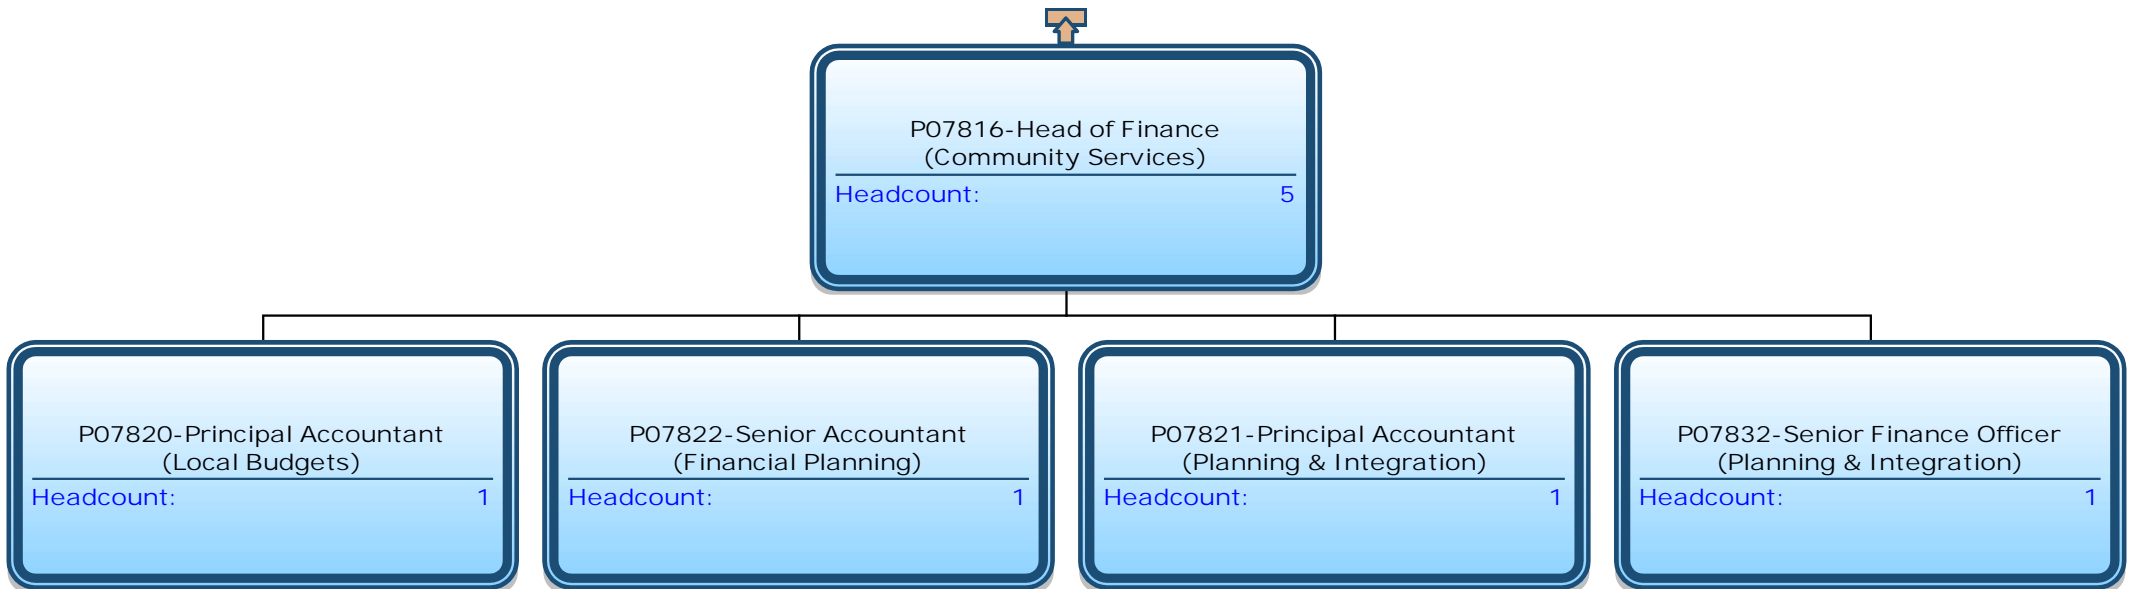 P07816-Head of Finance
(Community Services)
Headcount: 5
P07820-Principal Accountant
(Local Budgets)
Headcount: 1
P07822-Senior Accountant
(Financial Planning)
Headcount: 1
P07821-Principal Accountant
(Planning & Integration)
Headcount: 1
P07832-Senior Finance Officer
(Planning & Integration)
Headcount: 1